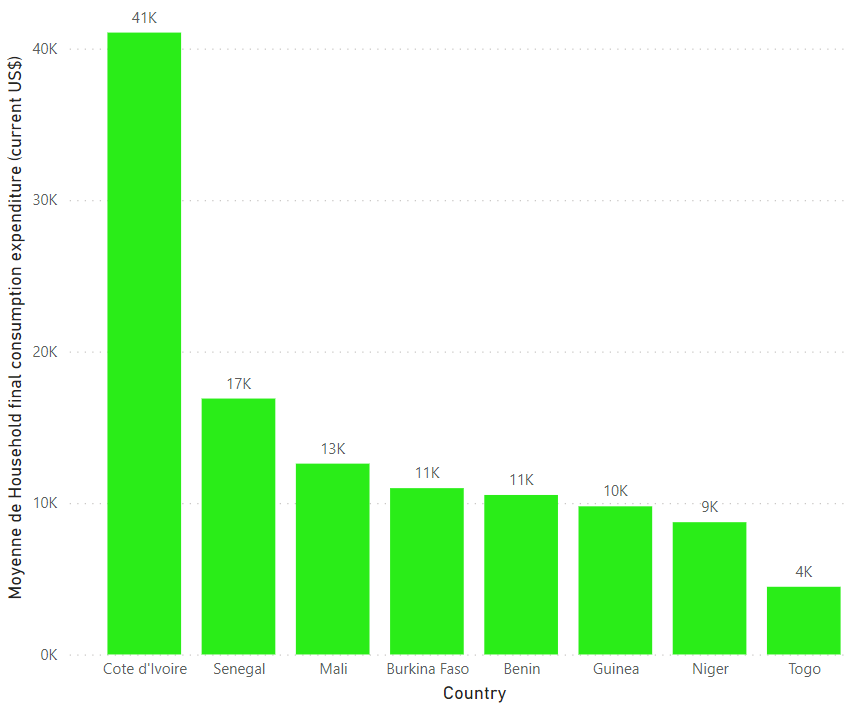 Moyenne de Household final consumption expenditure (current US$)
40K
30K
20K
10K
0K
41K
17K
13K
11K
11K
10K
9K
4K
Cote d'Ivoire
Senegal
Mali
Burkina Faso
Benin
Guinea
Niger
Togo
Country